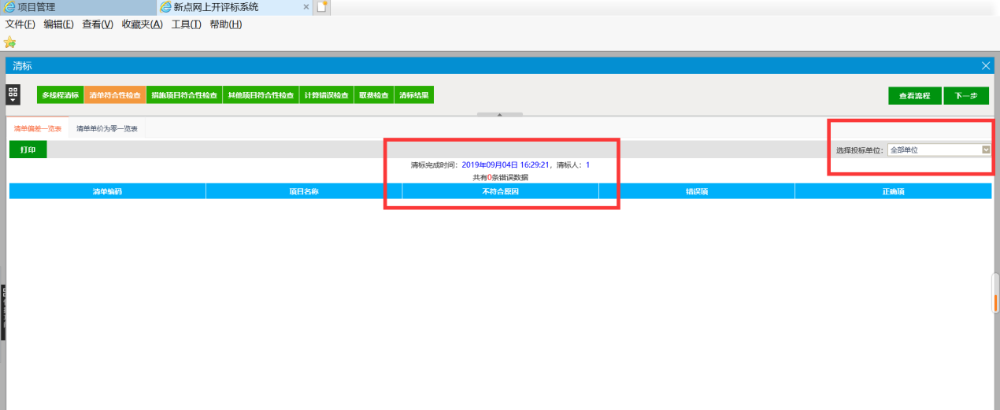 项目管理
新点网上开评标系统
文件(F) 编辑(E) 查看(V) 收藏夹(A) 工具(T) 帮助(H)
清标
多线程清标 清单符合性检查 措施项目符合性检查 其他项目符合性检查 计算错误检查 取费检查 清标结果
查看流程 下一步
清单偏差一览表 清单单价为零一览表
打印
选择投标单位: 全部单位
清标完成时间: 2019年09月04日 16:29:21, 清标人: 1
共有0条错误数据
清单编码 项目名称 不符合原因 错误项 正确项